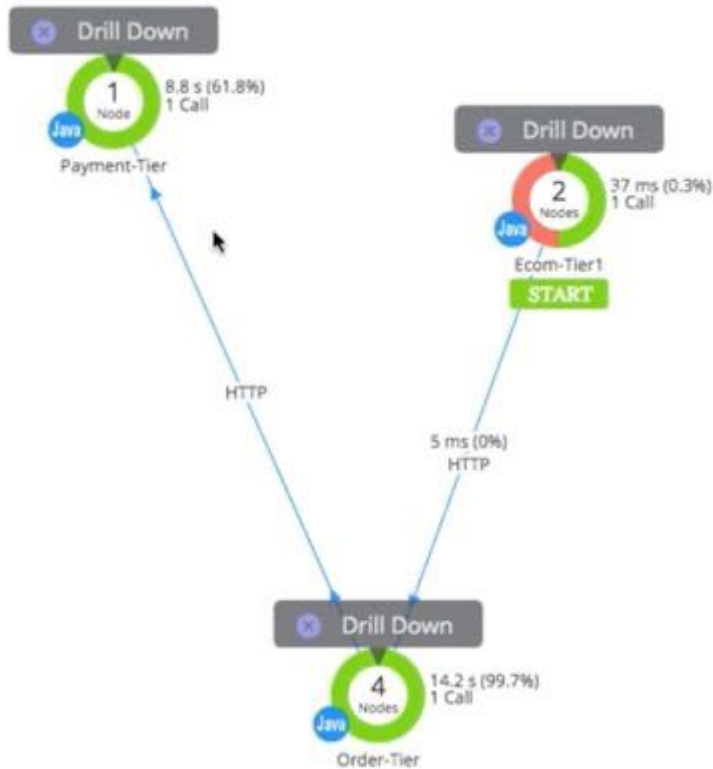 Drill Down
1
Node
8.8 s (61.8%)
1 Call
Java
Payment-Tier
Drill Down
2
Nodes
37 ms (0.3%)
1 Call
Java
Ecom-Tier1
START
HTTP
5 ms (0%)
HTTP
Drill Down
4
Nodes
14.2 s (99.7%)
1 Call
Java
Order-Tier